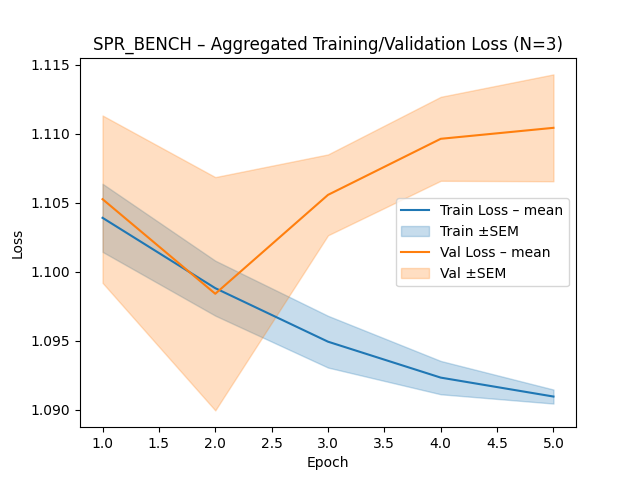 SPR_BENCH – Aggregated Training/Validation Loss (N=3)
Loss
1.115
1.110
1.105
1.100
1.095
1.090
Train Loss – mean
Train ±SEM
Val Loss – mean
Val ±SEM
1.0 1.5 2.0 2.5 3.0 3.5 4.0 4.5 5.0
Epoch